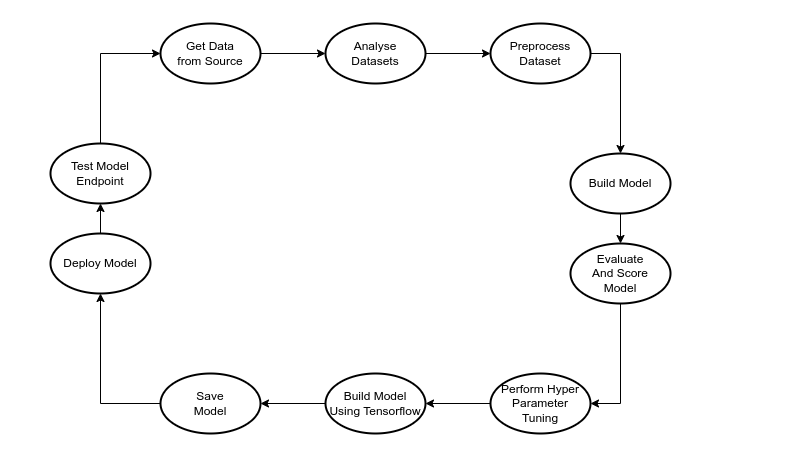 Get Data
from Source
Analyse
Datasets
Preprocess
Dataset
Build Model
Evaluate
And Score
Model
Perform Hyper
Parameter
Tuning
Build Model
Using Tensorflow
Save
Model
Deploy Model
Test Model
Endpoint